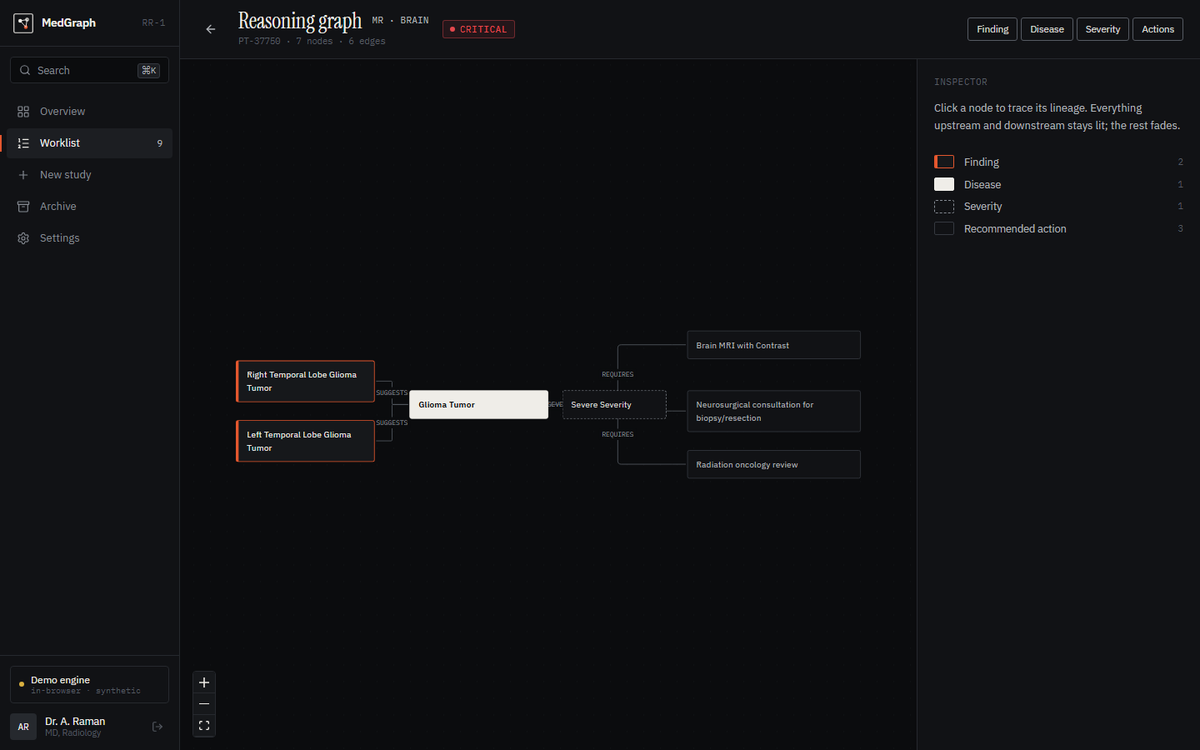 MedGraph
RR-1
Search
⌘K
Overview
Worklist
9
New study
Archive
Settings
Demo engine
in-browser · synthetic
AR
Dr. A. Raman
MD, Radiology
Reasoning graph
MR · BRAIN
CRITICAL
PT-37750 · 7 nodes · 6 edges
Finding
Disease
Severity
Actions
Right Temporal Lobe Glioma
Tumor
Left Temporal Lobe Glioma
Tumor
SUGGESTS
SUGGESTS
Glioma Tumor
Severe Severity
REQUIRES
REQUIRES
Brain MRI with Contrast
Neurosurgical consultation for
biopsy/resection
Radiation oncology review
INSPECTOR
Click a node to trace its lineage. Everything
upstream and downstream stays lit; the rest fades.
Finding
2
Disease
1
Severity
1
Recommended action
3